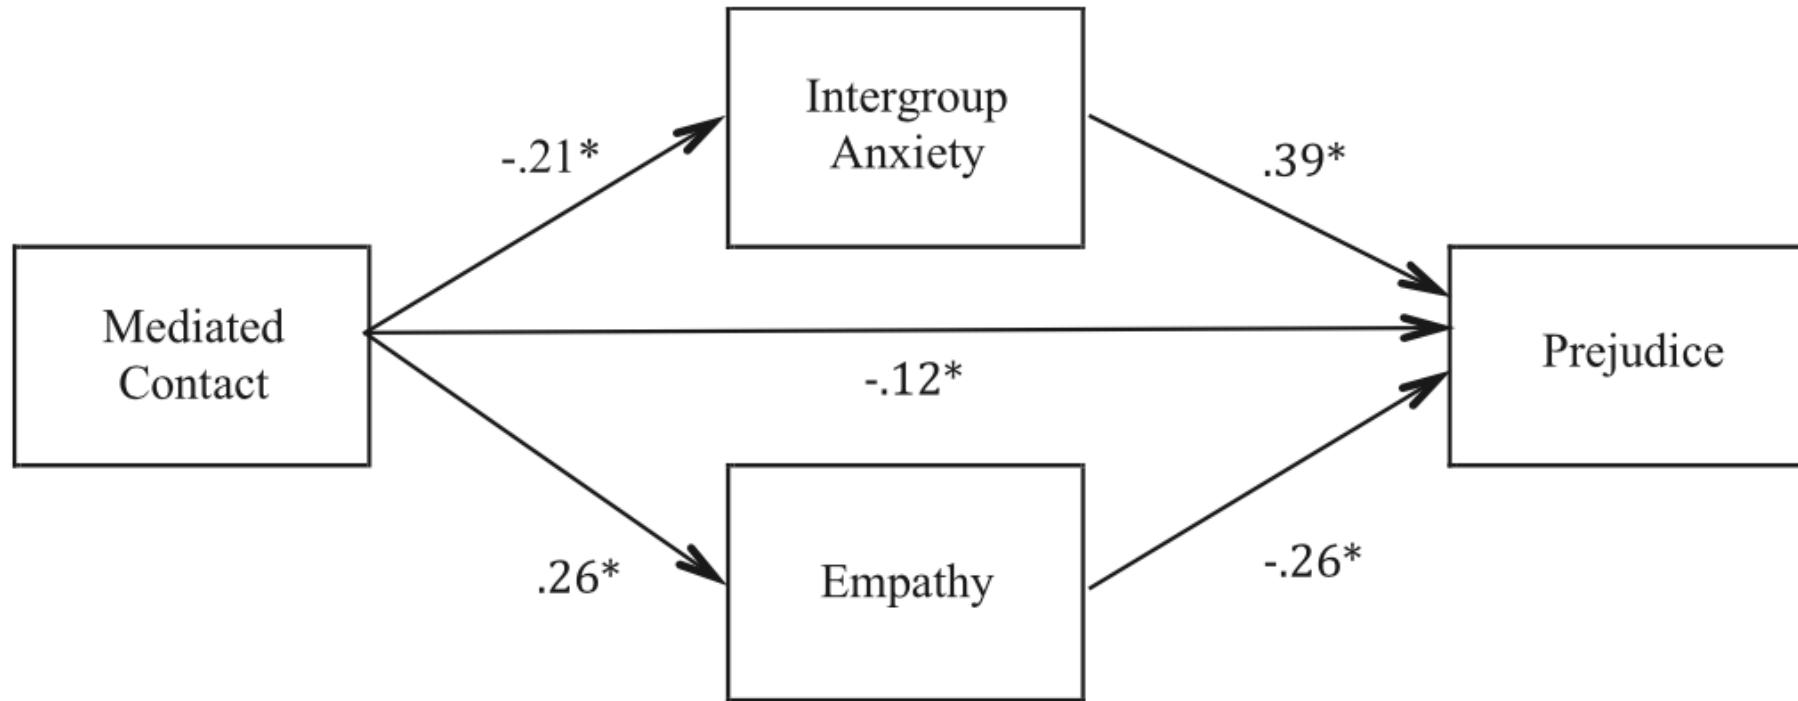 Intergroup
Anxiety
-.21*
.39*
Mediated
Contact
-.12*
Prejudice
.26*
Empathy
-.26*